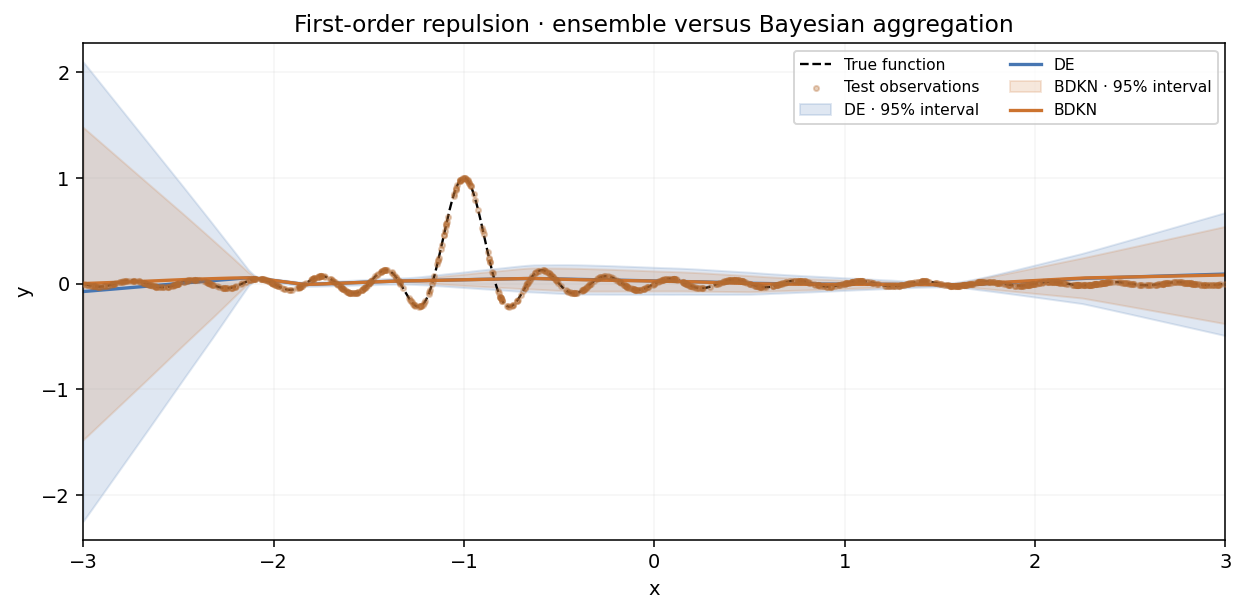 First-order repulsion · ensemble versus Bayesian aggregation
True function
Test observations
DE · 95% interval
DE
BDKN · 95% interval
BDKN
2
1
0
−1
−2
y
−3
−2
−1
0
1
2
3
x